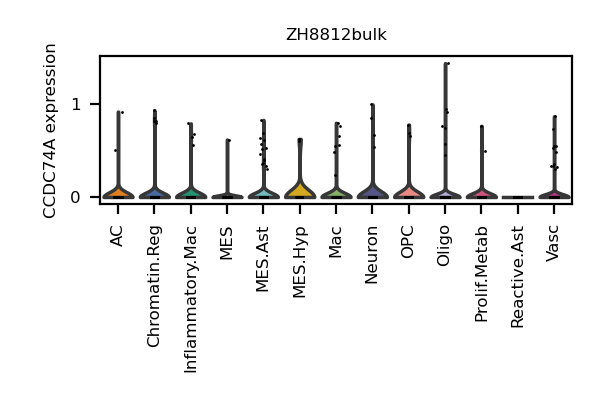 ZH8812bulk
CCDC74A expression
1
0
AC
Chromatin.Reg
Inflammatory.Mac
MES
MES.Ast
MES.Hyp
Mac
Neuron
OPC
Oligo
Prolif.Metab
Reactive.Ast
Vasc